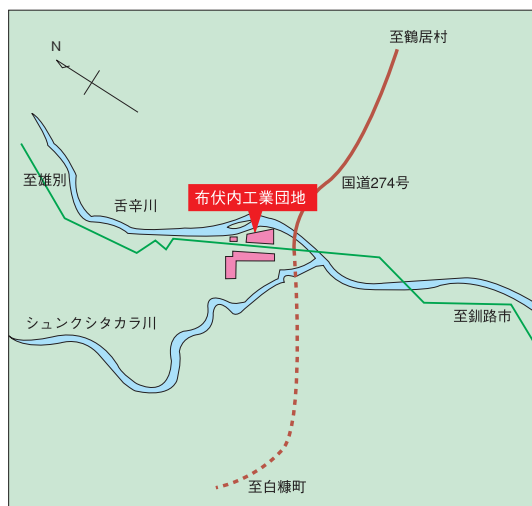 至鶴居村
N
国道274号
至雄別
布伏内工業団地
舌辛川
至釧路市
シュンクシタカラ川
至白糠町